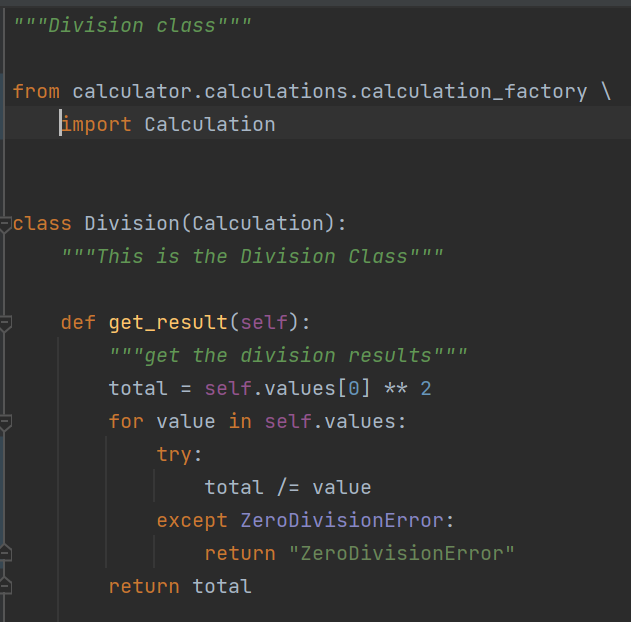 """Division class"""
from calculator.calculations.calculation_factory \
    import Calculation
class Division(Calculation):
    """This is the Division Class"""
    def get_result(self):
        """get the division results"""
        total = self.values[0] ** 2
        for value in self.values:
            try:
                total /= value
            except ZeroDivisionError:
                return "ZeroDivisionError"
        return total